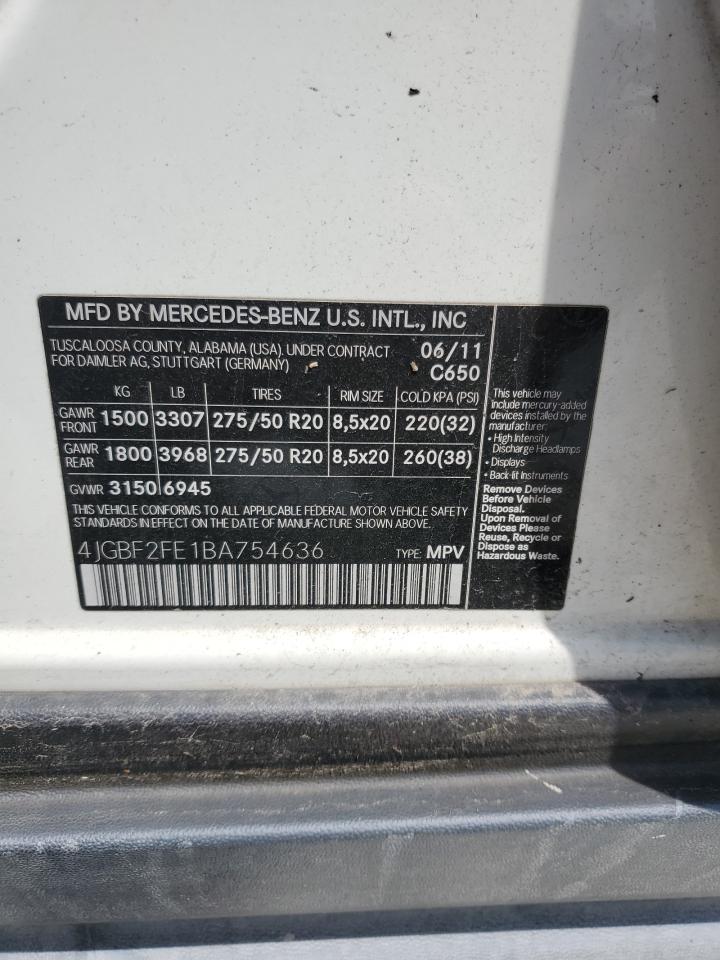 MFD BY MERCEDES-BENZ U.S. INTL., INC
TUSCALOOSA COUNTY, ALABAMA (USA), UNDER CONTRACT
FOR DAIMLER AG, STUTTGART (GERMANY)
06/11
C650
KG LB TIRES RIM SIZE COLD KPA (PSI)
GAWR FRONT 1500 3307 275/50 R20 8,5x20 220(32)
GAWR REAR 1800 3968 275/50 R20 8,5x20 260(38)
GVWR 3150 6945
THIS VEHICLE CONFORMS TO ALL APPLICABLE FEDERAL MOTOR VEHICLE SAFETY
STANDARDS IN EFFECT ON THE DATE OF MANUFACTURE SHOWN ABOVE.
4JGBF2FE1BA754636 TYPE: MPV
This vehicle may
include mercury-added
devices installed by the
manufacturer:
• High Intensity
Discharge Headlamps
• Displays
• Back-lit Instruments
Remove Devices
Before Vehicle
Disposal.
Upon Removal of
Devices Please
Reuse, Recycle or
Dispose as
Hazardous Waste.